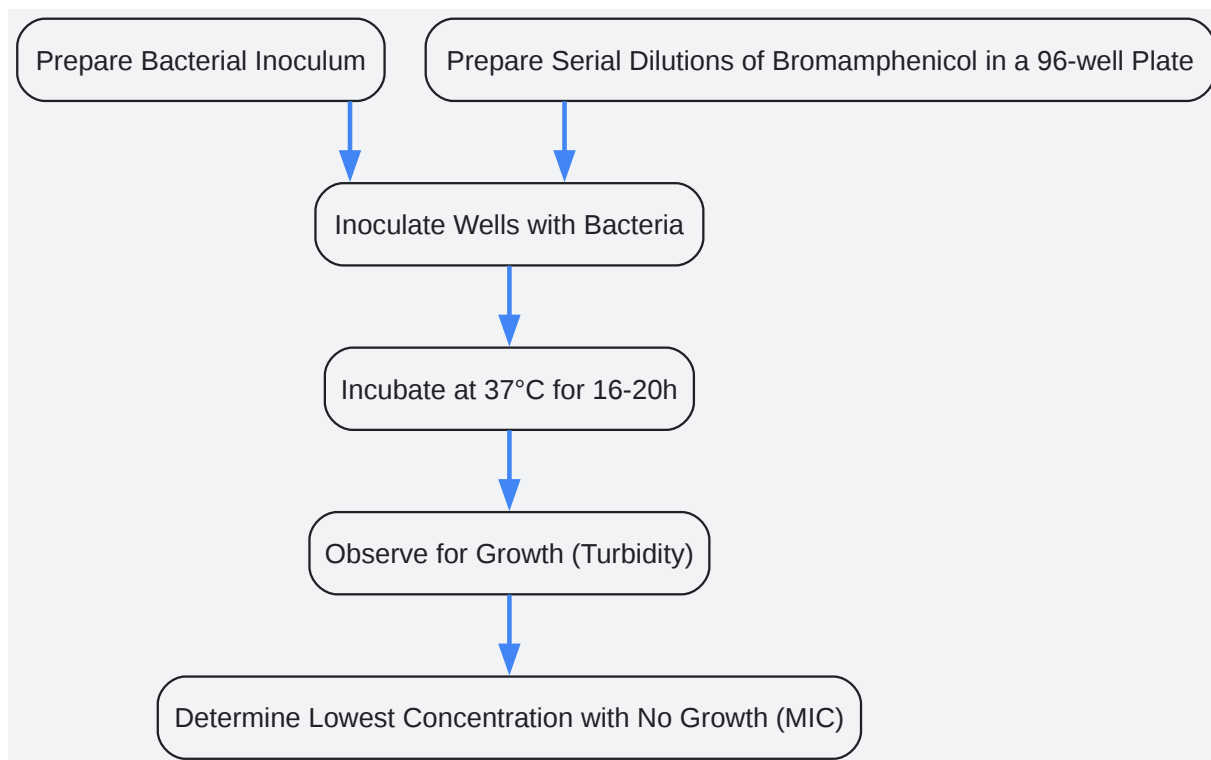 Prepare Bacterial Inoculum
Prepare Serial Dilutions of Bromamphenicol in a 96-well Plate
Inoculate Wells with Bacteria
Incubate at 37°C for 16-20h
Observe for Growth (Turbidity)
Determine Lowest Concentration with No Growth (MIC)